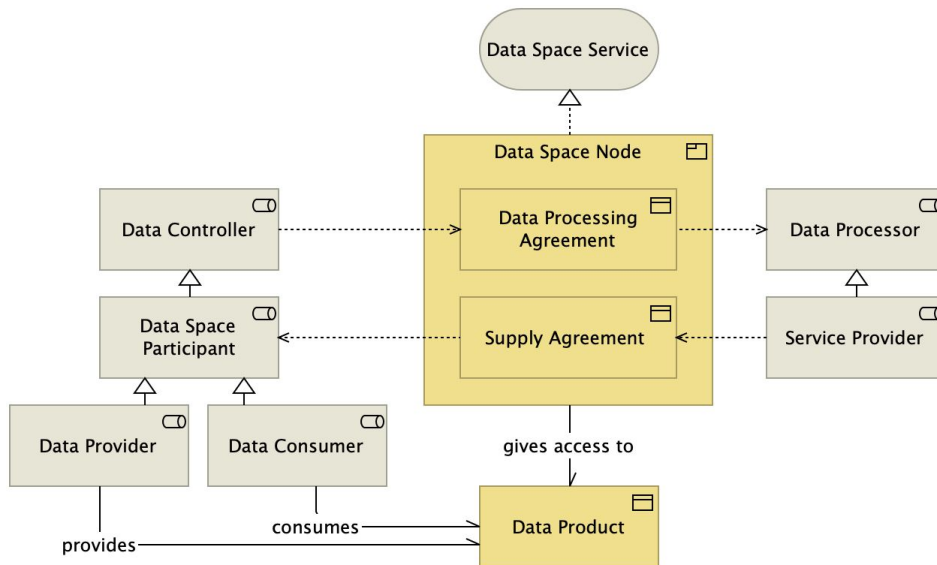 Data Space Service
Data Space Node
Data Controller
Data Processing
Agreement
Data Processor
Data Space
Participant
Supply Agreement
Service Provider
Data Provider
Data Consumer
gives access to
Data Product
consumes
provides